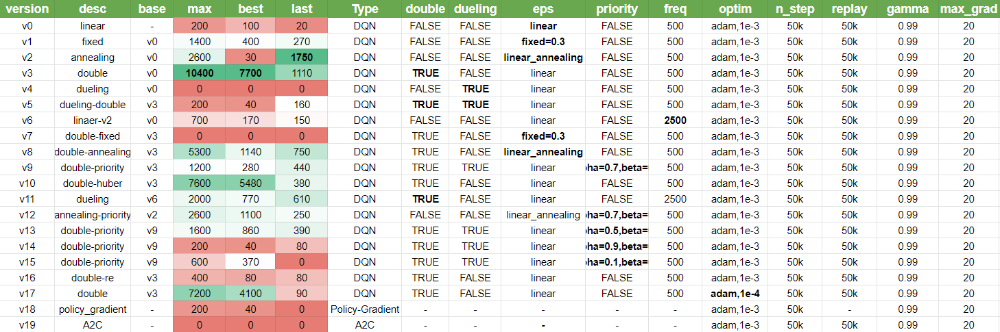 version desc base max best last Type double dueling eps priority freq optim n_step replay gamma max_grad
v0 linear - 200 100 20 DQN FALSE FALSE linear FALSE 500 adam,1e-3 50k 50k 0.99 20
v1 fixed v0 1400 400 270 DQN FALSE FALSE fixed=0.3 FALSE 500 adam,1e-3 50k 50k 0.99 20
v2 annealing v0 2600 30 1750 DQN FALSE FALSE linear_annealing FALSE 500 adam,1e-3 50k 50k 0.99 20
v3 double v0 10400 7700 1110 DQN TRUE FALSE linear FALSE 500 adam,1e-3 50k 50k 0.99 20
v4 dueling v0 0 0 0 DQN FALSE TRUE linear FALSE 500 adam,1e-3 50k 50k 0.99 20
v5 dueling-double v3 200 40 160 DQN TRUE TRUE linear FALSE 500 adam,1e-3 50k 50k 0.99 20
v6 linaer-v2 v0 700 170 150 DQN FALSE FALSE linear FALSE 2500 adam,1e-3 50k 50k 0.99 20
v7 double-fixed v3 0 0 0 DQN TRUE FALSE fixed=0.3 FALSE 500 adam,1e-3 50k 50k 0.99 20
v8 double-annealing v3 5300 1140 750 DQN TRUE FALSE linear_annealing FALSE 500 adam,1e-3 50k 50k 0.99 20
v9 double-priority v3 1200 280 440 DQN TRUE TRUE linear pha=0.7,beta= 500 adam,1e-3 50k 50k 0.99 20
v10 double-huber v3 7600 5480 380 DQN TRUE FALSE linear FALSE 500 adam,1e-3 50k 50k 0.99 20
v11 dueling v6 2000 770 610 DQN TRUE FALSE linear FALSE 2500 adam,1e-3 50k 50k 0.99 20
v12 annealing-priority v2 2600 1100 250 DQN FALSE FALSE linear_annealing pha=0.7,beta= 500 adam,1e-3 50k 50k 0.99 20
v13 double-priority v9 1600 860 390 DQN TRUE TRUE linear pha=0.5,beta= 500 adam,1e-3 50k 50k 0.99 20
v14 double-priority v9 200 40 80 DQN TRUE TRUE linear pha=0.9,beta= 500 adam,1e-3 50k 50k 0.99 20
v15 double-priority v9 600 370 0 DQN TRUE TRUE linear pha=0.1,beta= 500 adam,1e-3 50k 50k 0.99 20
v16 double-re v3 400 80 80 DQN TRUE FALSE linear FALSE 500 adam,1e-3 50k 50k 0.99 20
v17 double v3 7200 4100 90 DQN TRUE FALSE linear FALSE 500 adam,1e-4 50k 50k 0.99 20
v18 policy_gradient - 200 40 0 Policy-Gradient - - - - - adam,1e-3 50k - 0.99 20
v19 A2C - 0 0 0 A2C - - - - - adam,1e-3 50k 50k 0.99 20